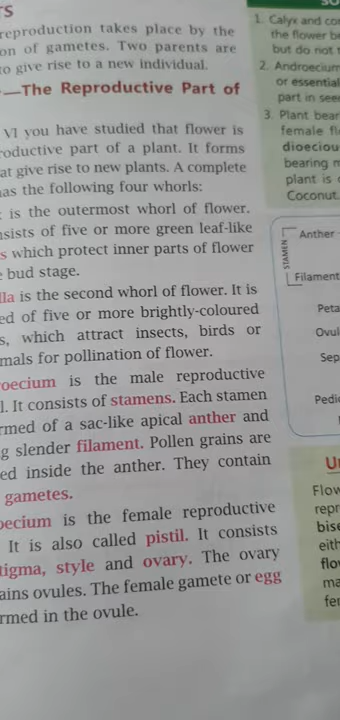 reproduction takes place by the
on of gametes. Two parents are
to give rise to a new individual.
—The Reproductive Part of
VI you have studied that flower is
roductive part of a plant. It forms
at give rise to new plants. A complete
as the following four whorls:
is the outermost whorl of flower.
sists of five or more green leaf-like
s which protect inner parts of flower
bud stage.
lla is the second whorl of flower. It is
ed of five or more brightly-coloured
s, which attract insects, birds or
mals for pollination of flower.
oecium is the male reproductive
l. It consists of stamens. Each stamen
rmed of a sac-like apical anther and
g slender filament. Pollen grains are
ed inside the anther. They contain
gametes.
oecium is the female reproductive
It is also called pistil. It consists
tigma, style and ovary. The ovary
ains ovules. The female gamete or egg
rmed in the ovule.
1. Calyx and co
the flower b
but do not
2. Androecium
or essential
part in see
3. Plant bear
female fl
dioeciou
bearing
plant is
Coconut.
STAMEN
Anther
Filament
Peta
Ovul
Sep
Pedi
U
Flow
repr
bise
eith
flo
ma
fe